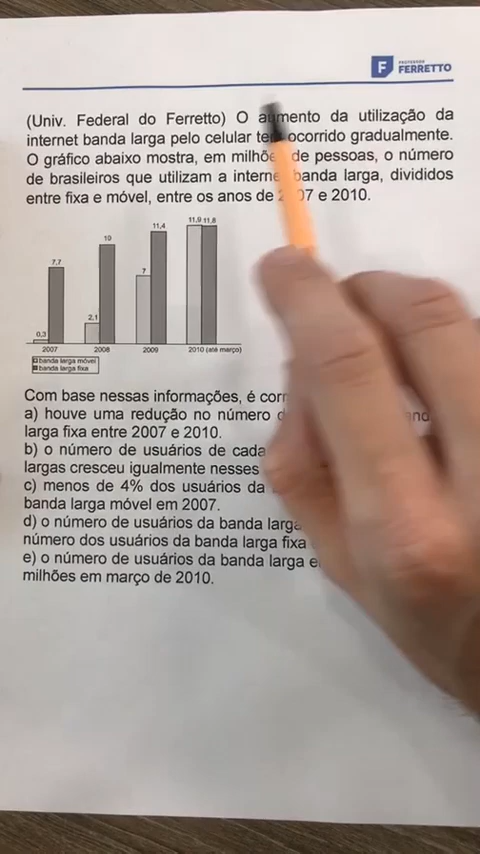 PROFESSOR
FERRETTO
(Univ. Federal do Ferretto) O aumento da utilização da
internet banda larga pelo celular tem ocorrido gradualmente.
O gráfico abaixo mostra, em milhões de pessoas, o número
de brasileiros que utilizam a internet banda larga, divididos
entre fixa e móvel, entre os anos de 2007 e 2010.
11,9 11,8
11,4
10
7,7
7
2,1
0,3
2007 2008 2009 2010 (até março)
banda larga móvel
banda larga fixa
Com base nessas informações, é
a) houve uma redução no número
larga fixa entre 2007 e 2010.
b) o número de usuários de cada
largas cresceu igualmente nesses
c) menos de 4% dos usuários da
banda larga móvel em 2007.
d) o número de usuários da banda larga
número dos usuários da banda larga fixa
e) o número de usuários da banda larga
milhões em março de 2010.